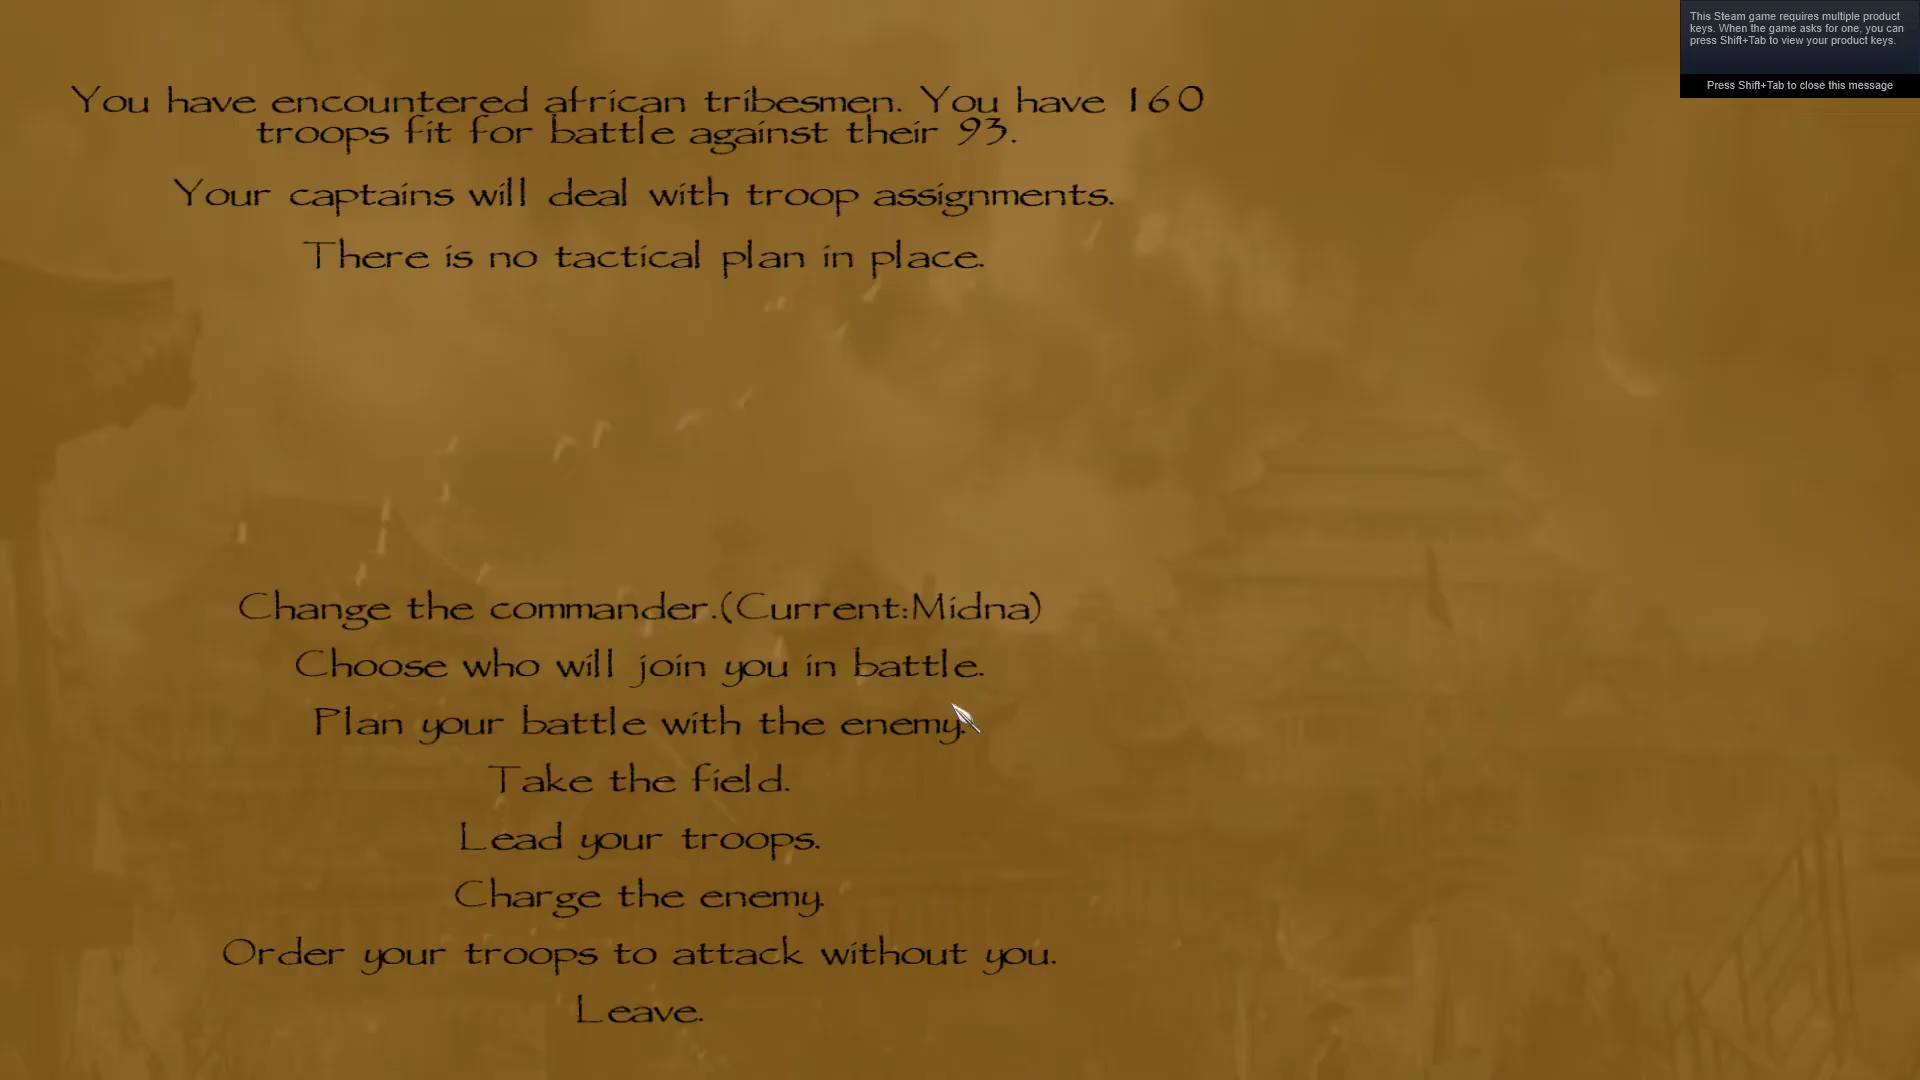 This Steam game requires multiple product
keys. When the game asks for one, you can
press Shift+Tab to view your product keys.
Press Shift+Tab to close this message
You have encountered african tribesmen. You have 160
troops fit for battle against their 93.
Your captains will deal with troop assignments.
There is no tactical plan in place.
Change the commander.(Current:Midna)
Choose who will join you in battle.
Plan your battle with the enemy.
Take the field.
Lead your troops.
Charge the enemy.
Order your troops to attack without you.
Leave.